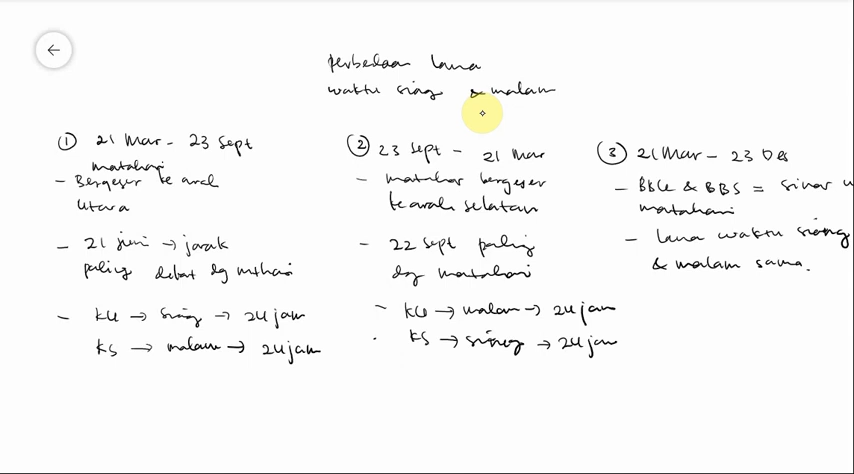 perbedaan lama
waktu siang & malam
① 21 Mar - 23 Sept
matahari
- Bergeser ke arah
utara
- 21 juni → jarak
paling dekat dg mthari
- KU → siang → 24 jam
KS → malam → 24 jam
② 23 Sept - 21 Mar
- matahari bergeser
ke arah selatan
- 22 sept paling
dg matahari
- KU → malam → 24 jam
. KS → siang → 24 jam
③ 21 Mar - 23 Des
- & BBS = sinar
matahari
- lama waktu siang
& malam sama.